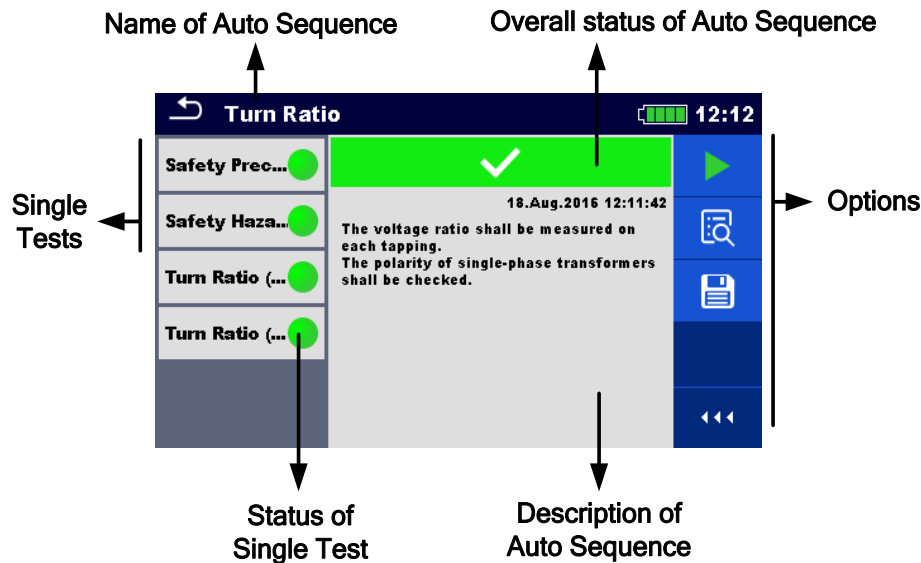 Name of Auto Sequence
Overall status of Auto Sequence
Turn Ratio
12:12
Single
Tests
Safety Prec...
Safety Haza...
Turn Ratio (...
Turn Ratio (...
18.Aug.2016 12:11:42
The voltage ratio shall be measured on
each tapping.
The polarity of single-phase transformers
shall be checked.
Options
Status of
Single Test
Description of
Auto Sequence